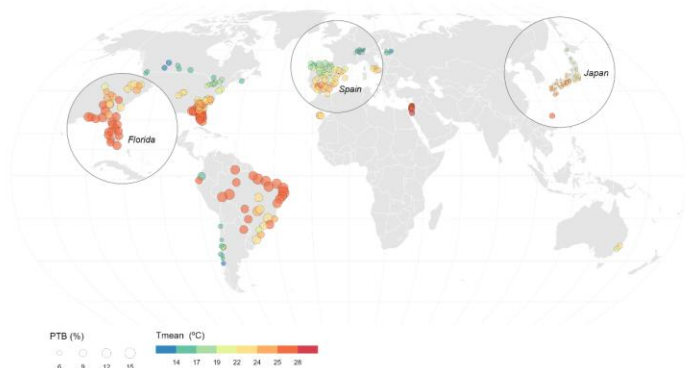 Florida
Spain
Japan
PTB (%)
6 9 12 15
Tmean (ºC)
14 17 19 22 24 25 28